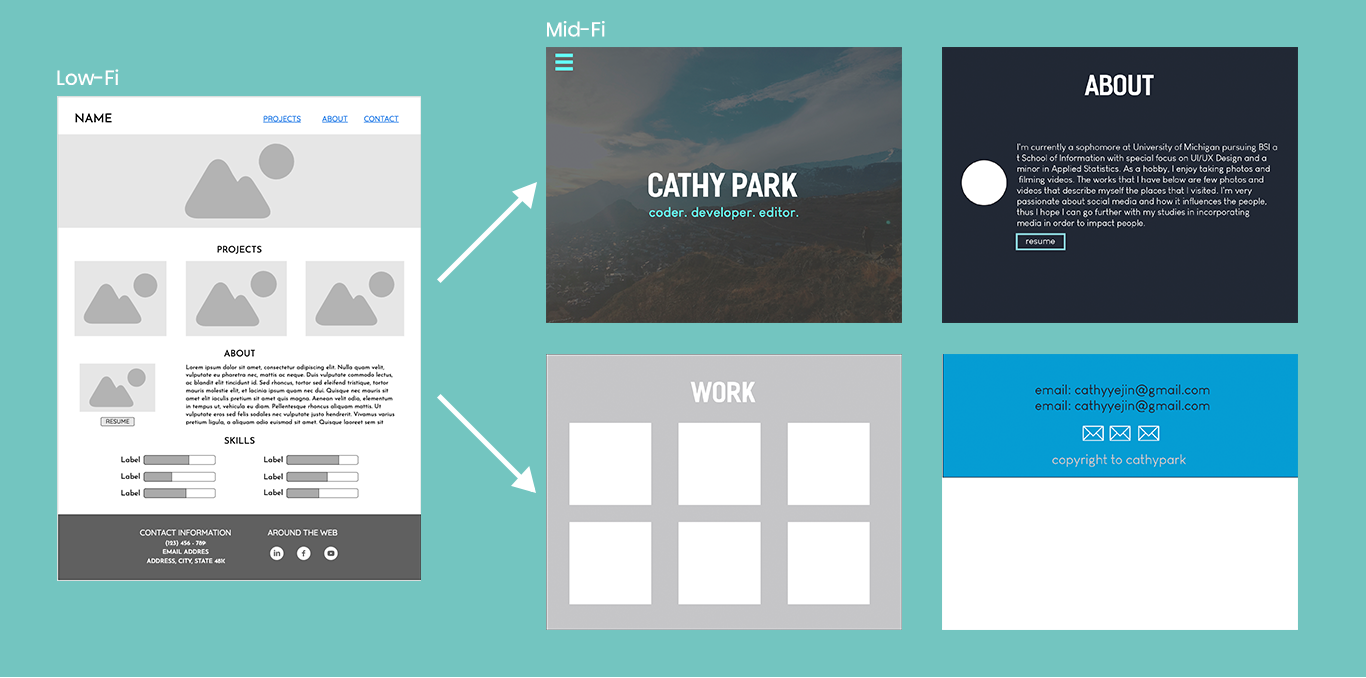 Low-Fi
NAME
PROJECTS
ABOUT
CONTACT
PROJECTS
ABOUT
Lorem ipsum dolor sit amet, consectetur adipiscing elit. Nulla quam velit,
vulputate eu pharetra nec, mattis ac neque. Duis vulputate commodo lectus,
ac blandit elit tincidunt id. Sed rhoncus, tortor sed eleifend tristique, tortor
mauris molestie elit, et lacinia ipsum quam nec dui. Quisque nec mauris sit
amet elit iaculis pretium sit amet quis magna. Aenean velit odio, elementum
in tempus ut, vehicula eu diam. Pellentesque rhoncus aliquam mattis. Ut
vulputate eros sed felis sodales nec vulputate justo hendrerit. Vivamus varius
pretium ligula, a aliquam odio euismod sit amet. Quisque laoreet sem sit
RESUME
SKILLS
Label
Label
Label
Label
Label
Label
CONTACT INFORMATION
(123) 456 - 789
EMAIL ADDRES
ADDRESS, CITY, STATE 48K
AROUND THE WEB
in
f
Mid-Fi
CATHY PARK
coder. developer. editor.
ABOUT
I'm currently a sophomore at University of Michigan pursuing BSI a
t School of Information with special focus on UI/UX Design and a
minor in Applied Statistics. As a hobby, I enjoy taking photos and
filming videos. The works that I have below are few photos and
videos that describe myself the places that I visited. I'm very
passionate about social media and how it influences the people,
thus I hope I can go further with my studies in incorporating
media in order to impact people.
resume
WORK
email: cathyyejin@gmail.com
email: cathyyejin@gmail.com
copyright to cathypark